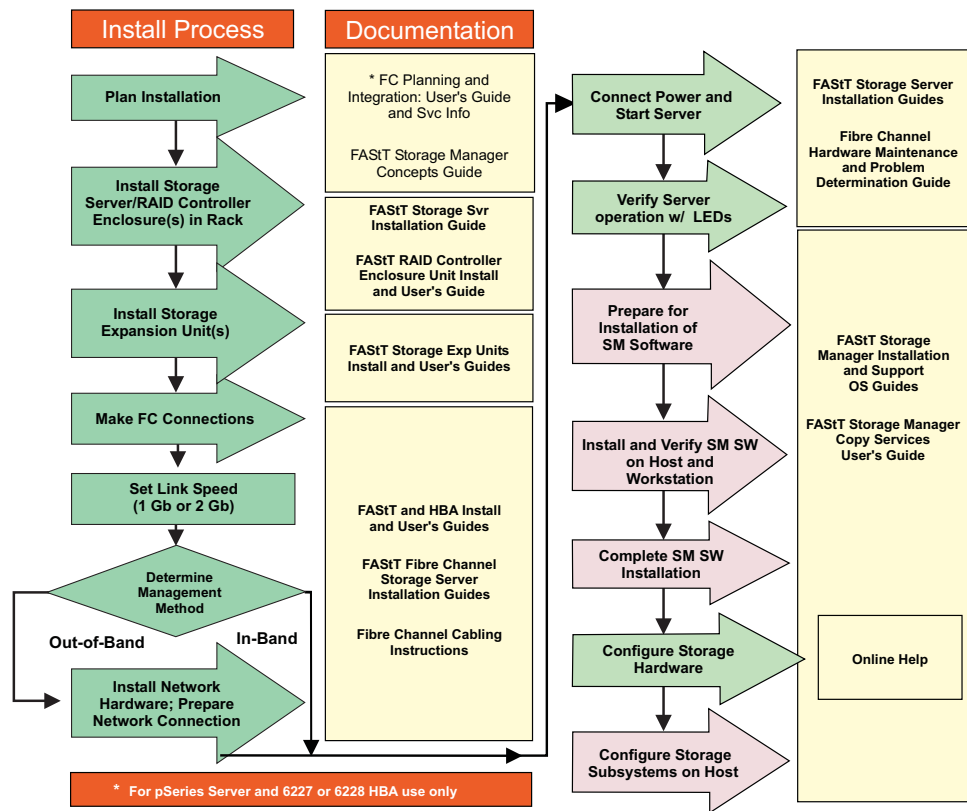 Install Process
Documentation
Plan Installation
Install Storage
Server/RAID Controller
Enclosure(s) in Rack
Install Storage
Expansion Unit(s)
Make FC Connections
Set Link Speed
(1 Gb or 2 Gb)
Determine
Management
Method
Out-of-Band
In-Band
Install Network
Hardware; Prepare
Network Connection
* FC Planning and
Integration: User's Guide
and Svc Info
FAStT Storage Manager
Concepts Guide
FAStT Storage Svr
Installation Guide
FAStT RAID Controller
Enclosure Unit Install
and User's Guide
FAStT Storage Exp Units
Install and User's Guides
FAStT and HBA Install
and User's Guides
FAStT Fibre Channel
Storage Server
Installation Guides
Fibre Channel Cabling
Instructions
* For pSeries Server and 6227 or 6228 HBA use only
Connect Power and
Start Server
Verify Server
operation w/ LEDs
Prepare for
Installation of
SM Software
Install and Verify SM SW
on Host and
Workstation
Complete SM SW
Installation
Configure Storage
Hardware
Configure Storage
Subsystems on Host
FAStT Storage Server
Installation Guides
Fibre Channel
Hardware Maintenance
and Problem
Determination Guide
FAStT Storage
Manager Installation
and Support
OS Guides
FAStT Storage Manager
Copy Services
User's Guide
Online Help